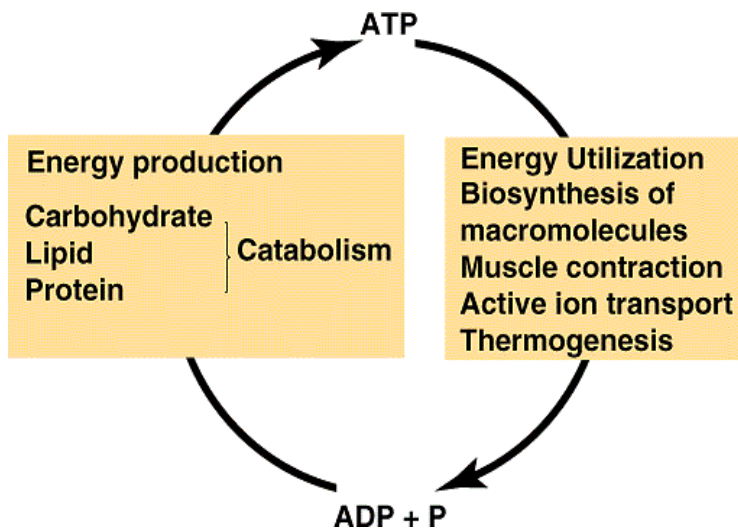 ATP
Energy production
Carbohydrate
Lipid
Protein
Catabolism
Energy Utilization
Biosynthesis of
macromolecules
Muscle contraction
Active ion transport
Thermogenesis
ADP + P